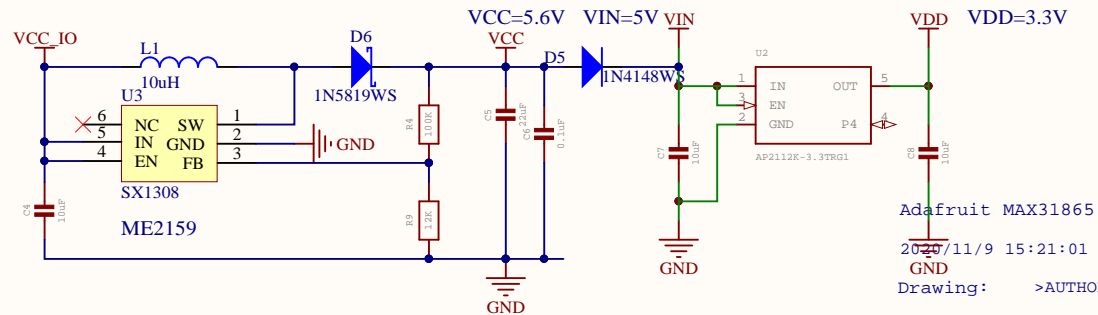 VCC=5.6V VIN=5V VIN VDD VDD=3.3V
VCC_IO L1 D6 VCC D5 U2
10uH 1N5819WS 1N4148WS
U3
6 NC SW 1
5 IN GND 2 GND
4 EN FB 3
SX1308
ME2159
C4 10uF
R4 100K
R9 12K
C5 22uF
C6 0.1uF
GND
1 IN OUT 5
3 EN
2 GND P4 4
AP2112K-3.3TRG1
C7 10uF
C8 10uF
GND
GND
Adafruit MAX31865
2020/11/9 15:21:01
Drawing: >AUTHO